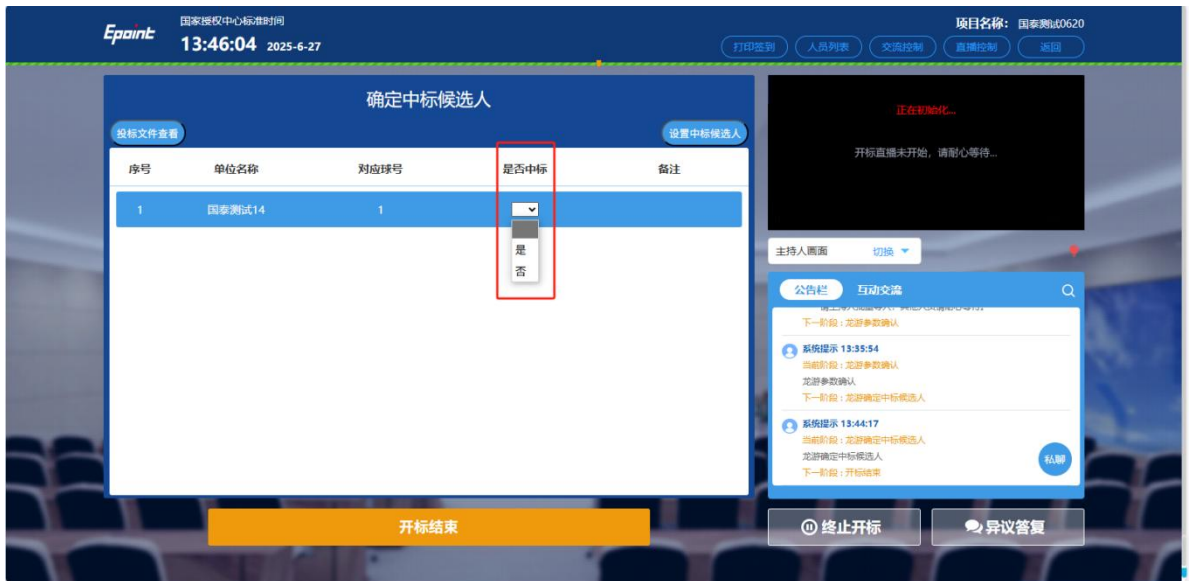 Epoint
国家授权中心标准时间
13:46:04 2025-6-27
项目名称: 国泰测试0620
打印签到 人员列表 交流控制 直播控制 返回
确定中标候选人
投标文件查看 设置中标候选人
序号 单位名称 对应球号 是否中标 备注
1 国泰测试14 1
是
否
正在初始化...
开标直播未开始，请耐心等待...
主持人画面 切换
公告栏 互动交流
下一阶段：龙游参数确认
系统提示 13:35:54
当前阶段：龙游参数确认
龙游参数确认
下一阶段：龙游确定中标候选人
系统提示 13:44:17
当前阶段：龙游确定中标候选人
龙游确定中标候选人
下一阶段：开标结束
私聊
开标结束
终止开标 异议答复